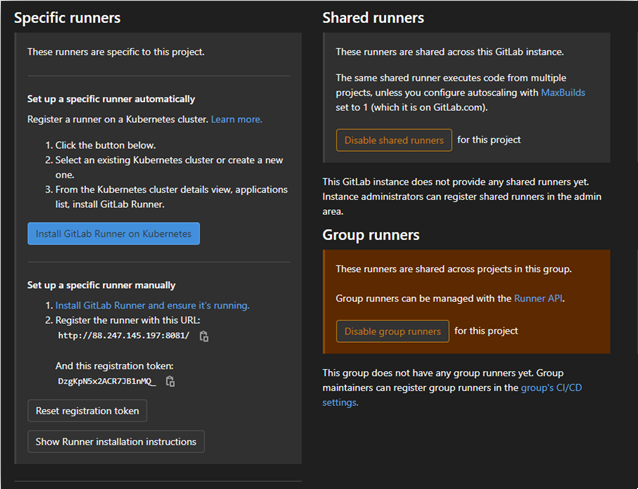 Specific runners
These runners are specific to this project.
Set up a specific runner automatically
Register a runner on a Kubernetes cluster. Learn more.
1. Click the button below.
2. Select an existing Kubernetes cluster or create a new
one.
3. From the Kubernetes cluster details view, applications
list, install GitLab Runner.
Install GitLab Runner on Kubernetes
Set up a specific runner manually
1. Install GitLab Runner and ensure it's running.
2. Register the runner with this URL:
http://88.247.145.197:8081/
And this registration token:
DzgKpN5x2ACR7JB1nMQ_
Reset registration token
Show Runner installation instructions
Shared runners
These runners are shared across this GitLab instance.
The same shared runner executes code from multiple
projects, unless you configure autoscaling with MaxBuilds
set to 1 (which it is on GitLab.com).
Disable shared runners for this project
This GitLab instance does not provide any shared runners yet.
Instance administrators can register shared runners in the admin
area.
Group runners
These runners are shared across projects in this group.
Group runners can be managed with the Runner API.
Disable group runners for this project
This group does not have any group runners yet. Group
maintainers can register group runners in the group's CI/CD
settings.